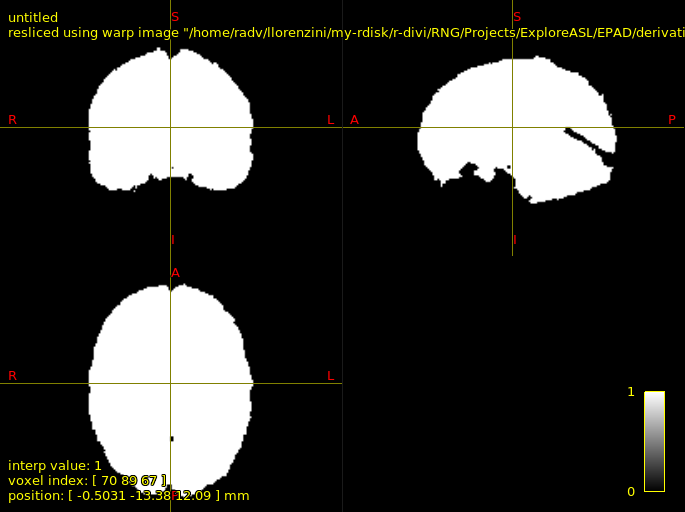 untitled
resliced using warp image "/home/radv/llorenzini/my-rdisk/r-divi/RNG/Projects/ExploreASL/EPAD/derivati
S
S
R
L
A
P
I
I
A
R
L
1
interp value: 1
voxel index: [ 70 89 67 ]
0
position: [ -0.5031 -13.38 12.09 ] mm
P